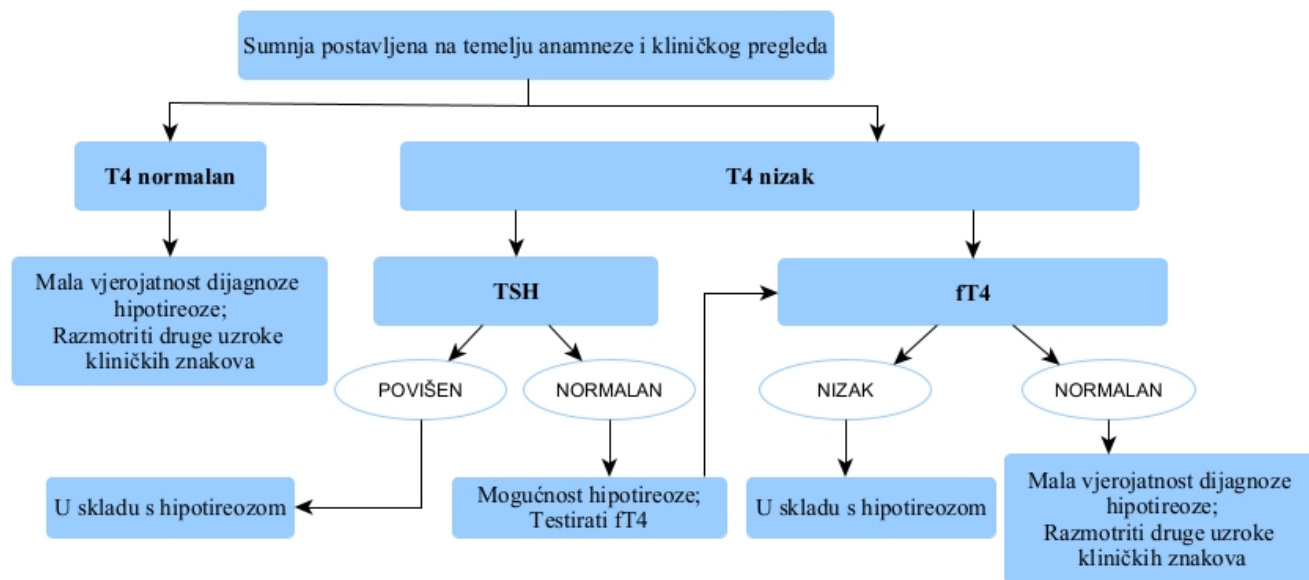 Sumnja postavljena na temelju anamneze i kliničkog pregleda
T4 normalan
T4 nizak
Mala vjerojatnost dijagnoze
hipotireoze;
Razmotriti druge uzroke
kliničkih znakova
TSH
fT4
POVIŠEN
NORMALAN
NIZAK
NORMALAN
U skladu s hipotireozom
Mogućnost hipotireoze;
Testirati fT4
U skladu s hipotireozom
Mala vjerojatnost dijagnoze
hipotireoze;
Razmotriti druge uzroke
kliničkih znakova